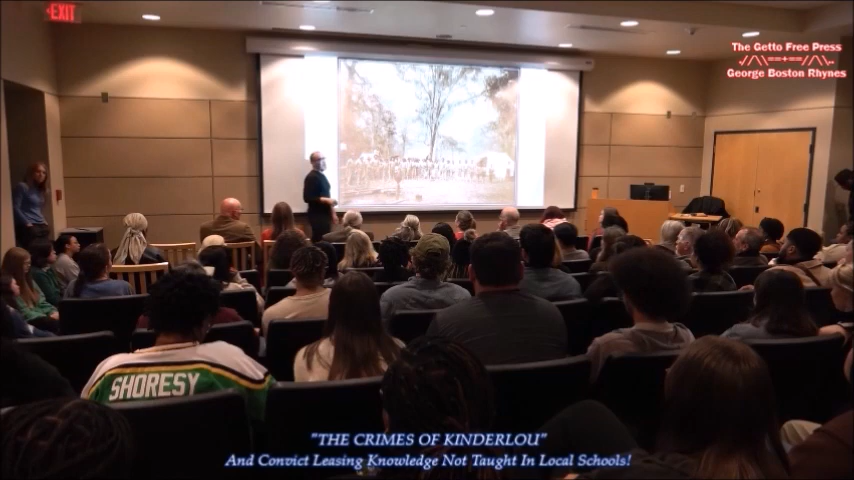 EXIT
The Getto Free Press
√/\\==+==/\\√.
George Boston Rhynes
SHORESY
"THE CRIMES OF KINDERLOU"
And Convict Leasing Knowledge Not Taught In Local Schools!